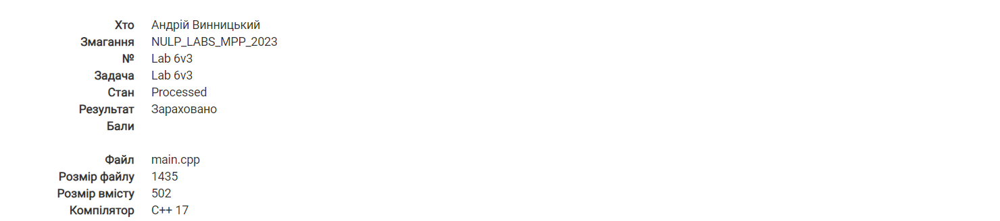 Хто Андрій Винницький
Змагання NULP_LABS_MPP_2023
№ Lab 6v3
Задача Lab 6v3
Стан Processed
Результат Зараховано
Бали
Файл main.cpp
Розмір файлу 1435
Розмір вмісту 502
Компілятор C++ 17